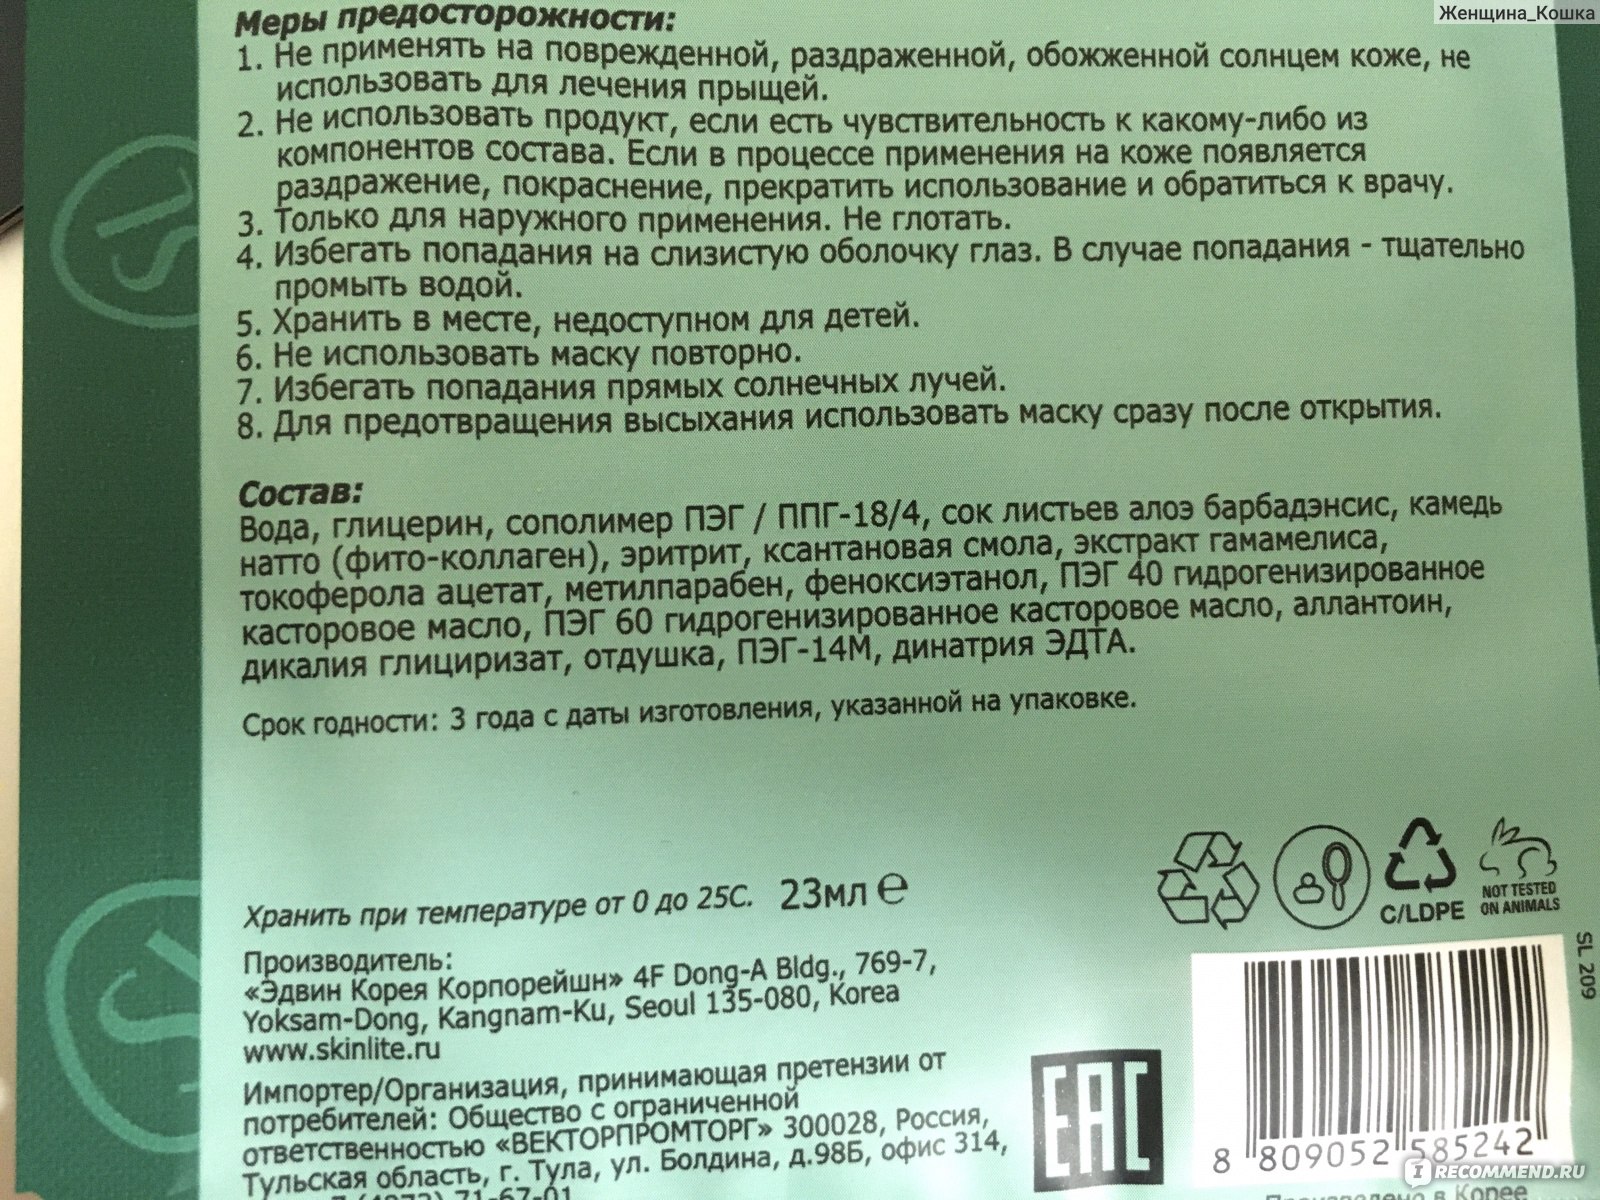 Женщина_Кошка
Меры предосторожности:
1. Не применять на поврежденной, раздраженной, обожженной солнцем коже, не
использовать для лечения прыщей.
2. Не использовать продукт, если есть чувствительность к какому-либо из
компонентов состава. Если в процессе применения на коже появляется
раздражение, покраснение, прекратить использование и обратиться к врачу.
3. Только для наружного применения. Не глотать.
4. Избегать попадания на слизистую оболочку глаз. В случае попадания - тщательно
промыть водой.
5. Хранить в месте, недоступном для детей.
6. Не использовать маску повторно.
7. Избегать попадания прямых солнечных лучей.
8. Для предотвращения высыхания использовать маску сразу после открытия.
Состав:
Вода, глицерин, сополимер ПЭГ / ППГ-18/4, сок листьев алоэ барбадэнсис, камедь
натто (фито-коллаген), эритрит, ксантановая смола, экстракт гамамелиса,
токоферола ацетат, метилпарабен, феноксиэтанол, ПЭГ 40 гидрогенизированное
касторовое масло, ПЭГ 60 гидрогенизированное касторовое масло, аллантоин,
дикалия глициризат, отдушка, ПЭГ-14М, динатрия ЭДТА.
Срок годности: 3 года с даты изготовления, указанной на упаковке.
Хранить при температуре от 0 до 25С. 23мл ℮
C/LDPE
NOT TESTED
ON ANIMALS
Производитель:
«Эдвин Корея Корпорейшн» 4F Dong-A Bldg., 769-7,
Yoksam-Dong, Kangnam-Ku, Seoul 135-080, Korea
www.skinlite.ru
Импортер/Организация, принимающая претензии от
потребителей: Общество с ограниченной
ответственностью «ВЕКТОРПРОМТОРГ» 300028, Россия,
Тульская область, г. Тула, ул. Болдина, д.98Б, офис 314,
71-67-01
EAC
SL 209
8 809052 585242
IRECOMMEND.RU
Произведено в Корее